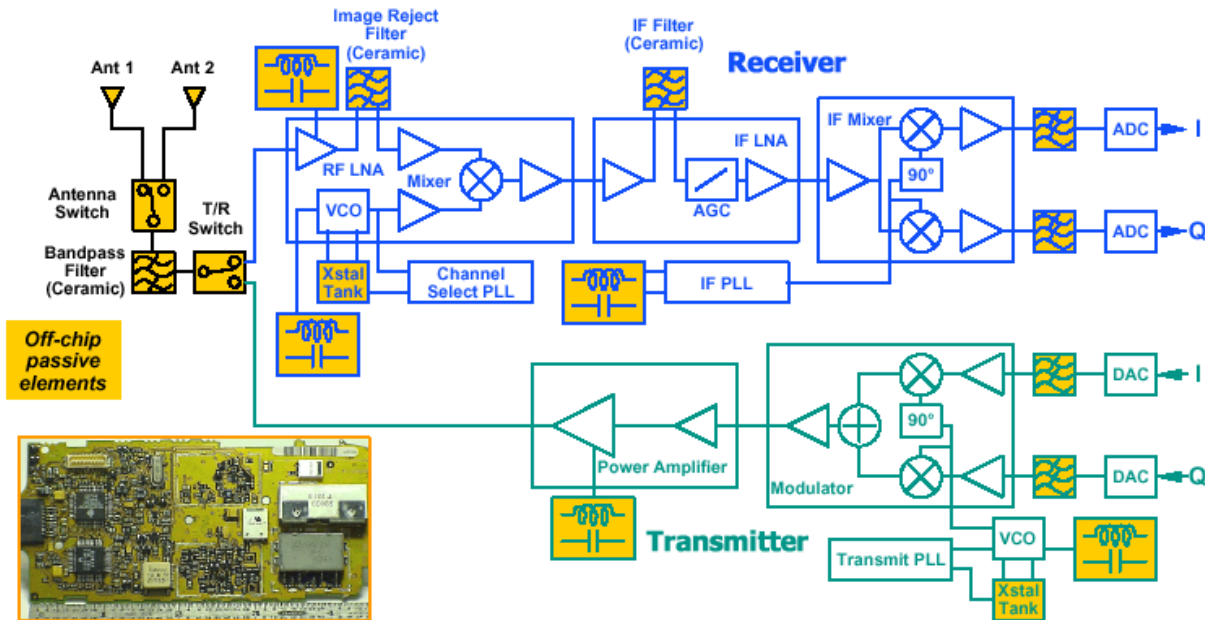 Image Reject
Filter
(Ceramic)
IF Filter
(Ceramic)
Receiver
Ant 1
Ant 2
RF LNA
Mixer
IF LNA
AGC
IF Mixer
90°
ADC
I
ADC
Q
Antenna
Switch
T/R
Switch
VCO
Bandpass
Filter
(Ceramic)
Xstal
Tank
Channel
Select PLL
IF PLL
Off-chip
passive
elements
DAC
I
90°
Power Amplifier
Modulator
DAC
Q
Transmitter
VCO
Transmit PLL
Xstal
Tank